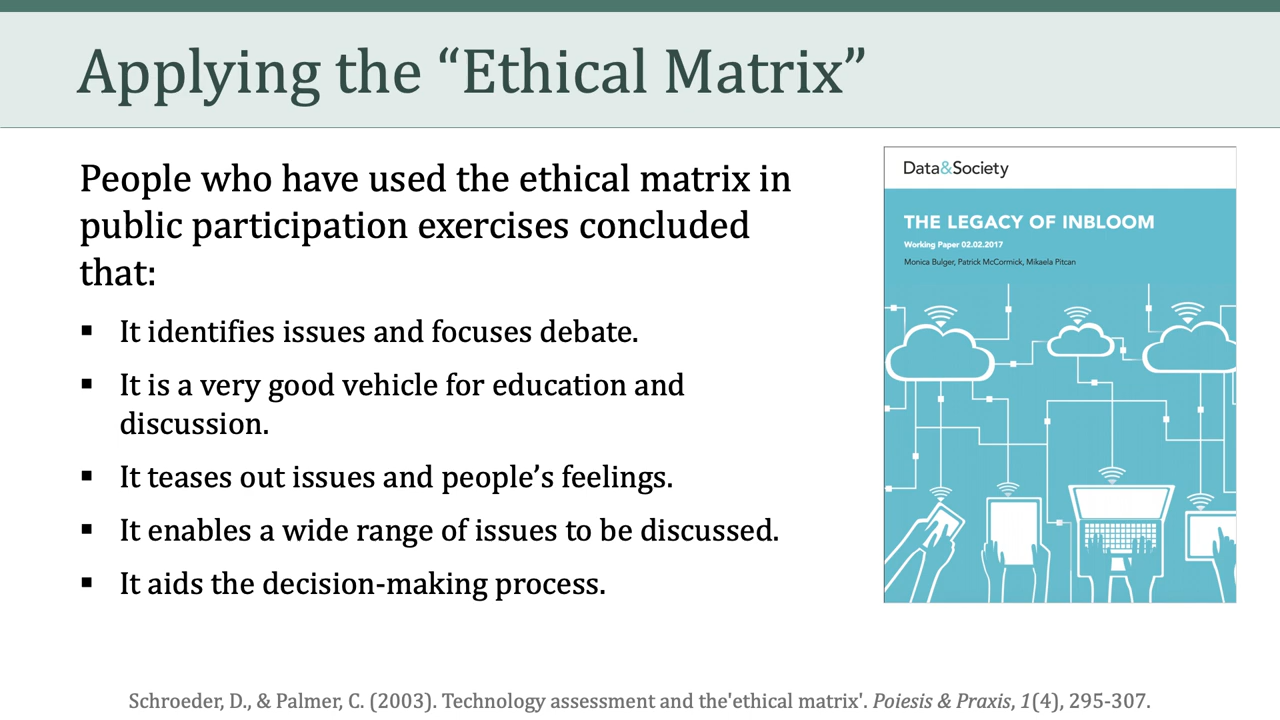 Applying the “Ethical Matrix”
People who have used the ethical matrix in
public participation exercises concluded
that:
▪ It identifies issues and focuses debate.
▪ It is a very good vehicle for education and
discussion.
▪ It teases out issues and people’s feelings.
▪ It enables a wide range of issues to be discussed.
▪ It aids the decision-making process.
Data&Society
THE LEGACY OF INBLOOM
Working Paper 02.02.2017
Monica Bulger, Patrick McCormick, Mikaela Pitcan
Schroeder, D., & Palmer, C. (2003). Technology assessment and the'ethical matrix'. Poiesis & Praxis, 1(4), 295-307.